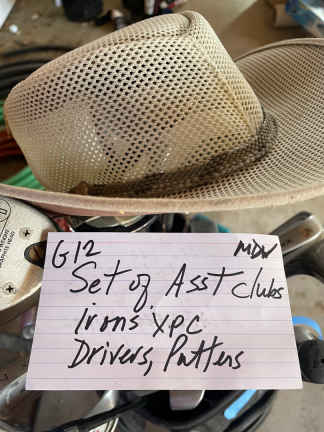 G12 MDW
Set of Asst clubs
irons XPC
Drivers, Putters